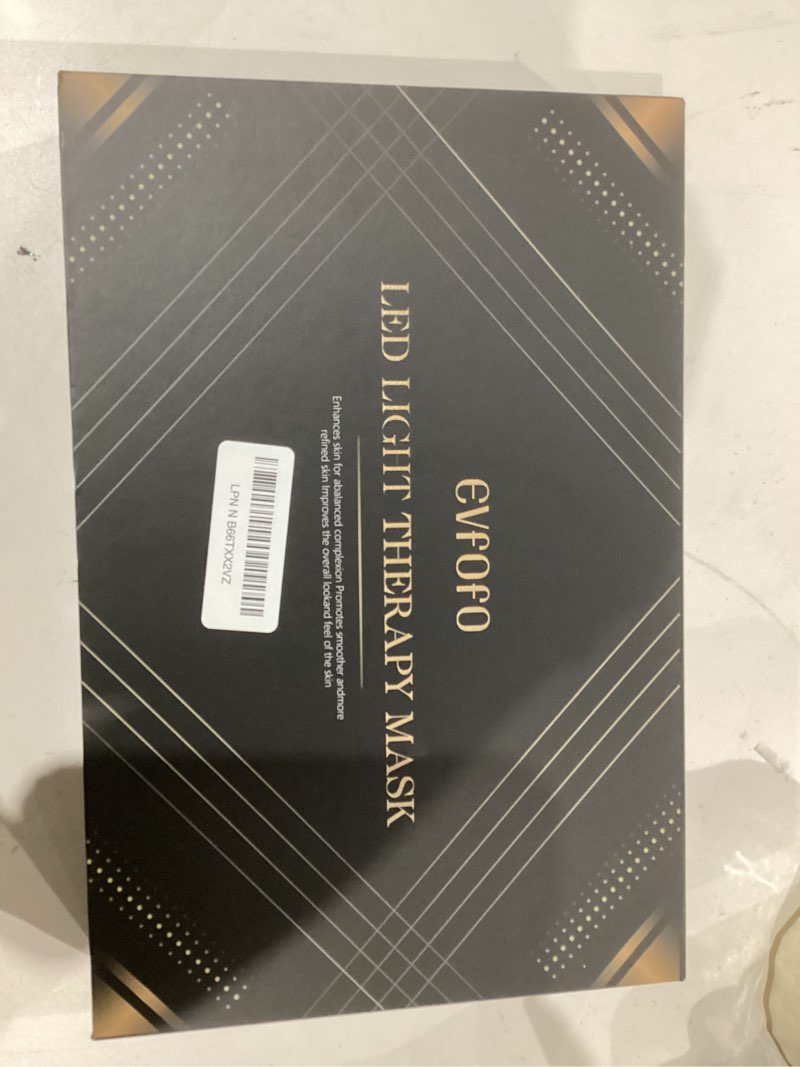 evfofo
LED LIGHT THERAPY MASK
Enhances skin for abalanced complexion Promotes smoother andmore
refined skin Improves the overall lookand feel of the skin
LPN N B66TXX2VZ